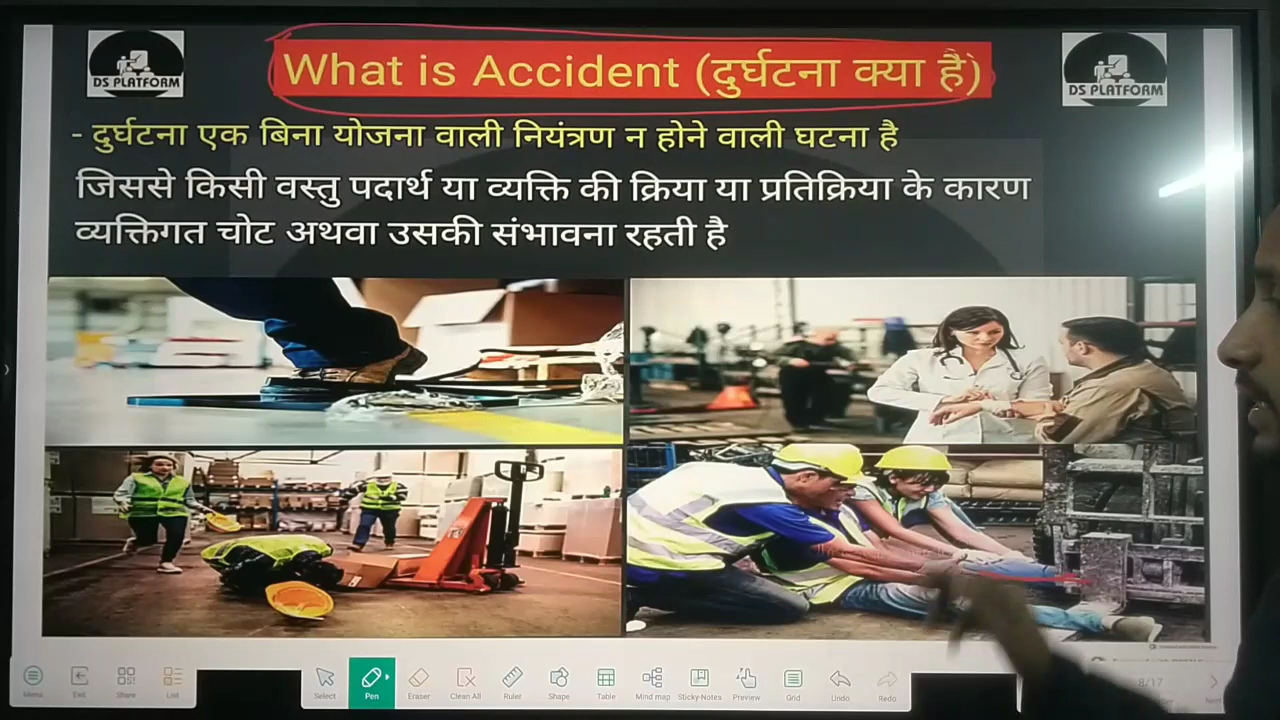 DS PLATFORM
What is Accident (दुर्घटना क्या है)
DS PLATFORM
- दुर्घटना एक बिना योजना वाली नियंत्रण न होने वाली घटना है
जिससे किसी वस्तु पदार्थ या व्यक्ति की क्रिया या प्रतिक्रिया के कारण
व्यक्तिगत चोट अथवा उसकी संभावना रहती है
Menu Exit Share List Select Pen Eraser Clean All Ruler Shape Table Mind map Sticky-Notes Preview Grid Undo Redo 8/17